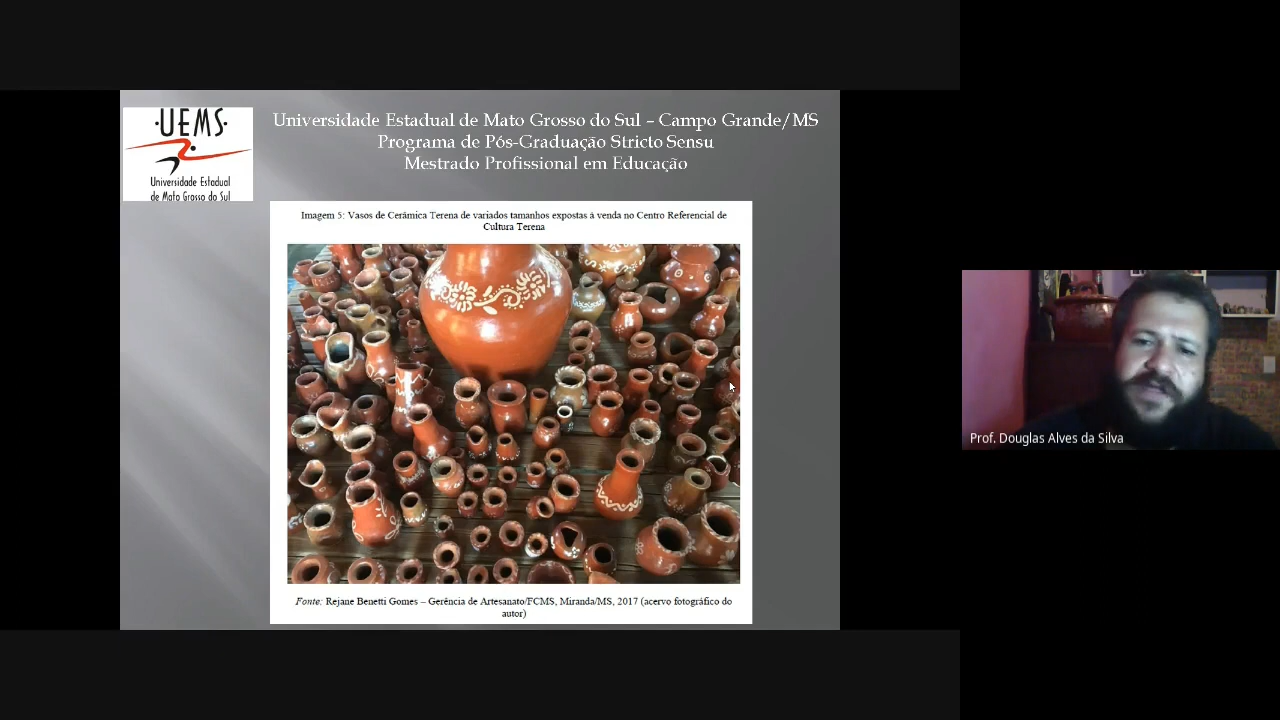 ·UEMS·
Universidade Estadual
de Mato Grosso do Sul
Universidade Estadual de Mato Grosso do Sul – Campo Grande/MS
Programa de Pós-Graduação Stricto Sensu
Mestrado Profissional em Educação
Imagem 5: Vasos de Cerâmica Terena de variados tamanhos expostas à venda no Centro Referencial de
Cultura Terena
Fonte: Rejane Benetti Gomes – Gerência de Artesanato/FCMS, Miranda/MS, 2017 (acervo fotográfico do
autor)
Prof. Douglas Alves da Silva